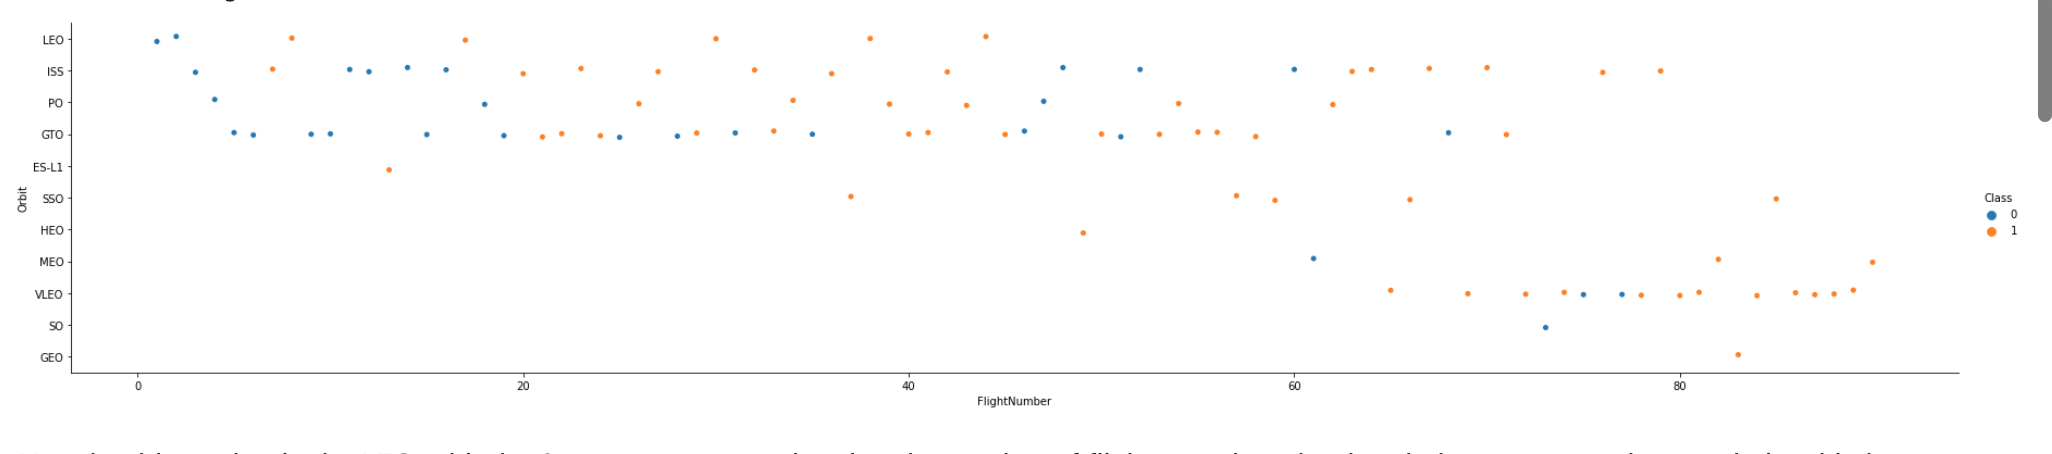 LEO
ISS
PO
GTO
ES-L1
SSO
HEO
MEO
VLEO
SO
GEO
Orbit
0 20 40 60 80
FlightNumber
Class
0
1